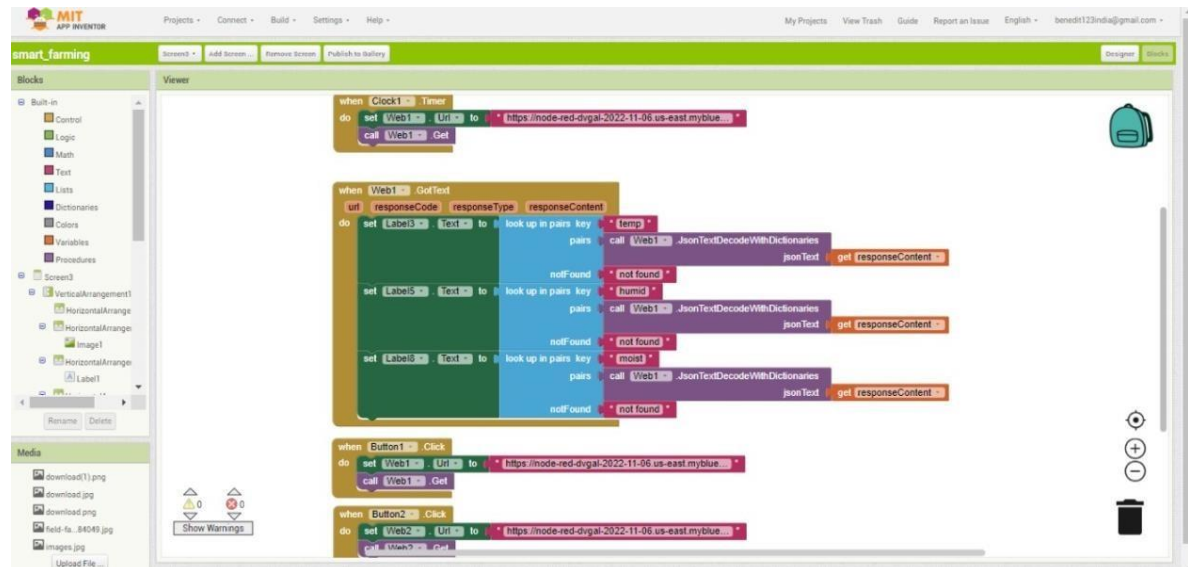 MIT
APP INVENTOR
Projects Connect Build Settings Help My Projects View Trash Guide Report an Issue English benedit123india@gmail.com
smart_farming Screen3 Add Screen ... Remove Screen Publish to Gallery Designer Blocks
Blocks
Viewer
Built-in
Control
Logic
Math
Text
Lists
Dictionaries
Colors
Variables
Procedures
Screen3
VerticalArrangement1
HorizontalArrange
HorizontalArrange
Image1
HorizontalArrange
Label1
Rename Delete
Media
download(1).png
download.jpg
download.png
field-fa...84049.jpg
images.jpg
Upload File ...
when Clock1 .Timer
do set Web1 . Url to " https://node-red-dvgal-2022-11-06.us-east.myblue... "
call Web1 .Get
when Web1 .GotText
url responseCode responseType responseContent
do set Label3 . Text to look up in pairs key " temp "
pairs call Web1 .JsonTextDecodeWithDictionaries
jsonText get responseContent
notFound " not found "
set Label5 . Text to look up in pairs key " humid "
pairs call Web1 .JsonTextDecodeWithDictionaries
jsonText get responseContent
notFound " not found "
set Label8 . Text to look up in pairs key " moist "
pairs call Web1 .JsonTextDecodeWithDictionaries
jsonText get responseContent
notFound " not found "
when Button1 .Click
do set Web1 . Url to " https://node-red-dvgal-2022-11-06.us-east.myblue... "
call Web1 .Get
when Button2 .Click
do set Web2 . Url to " https://node-red-dvgal-2022-11-06.us-east.myblue... "
call Web2 .Get
0 0
Show Warnings